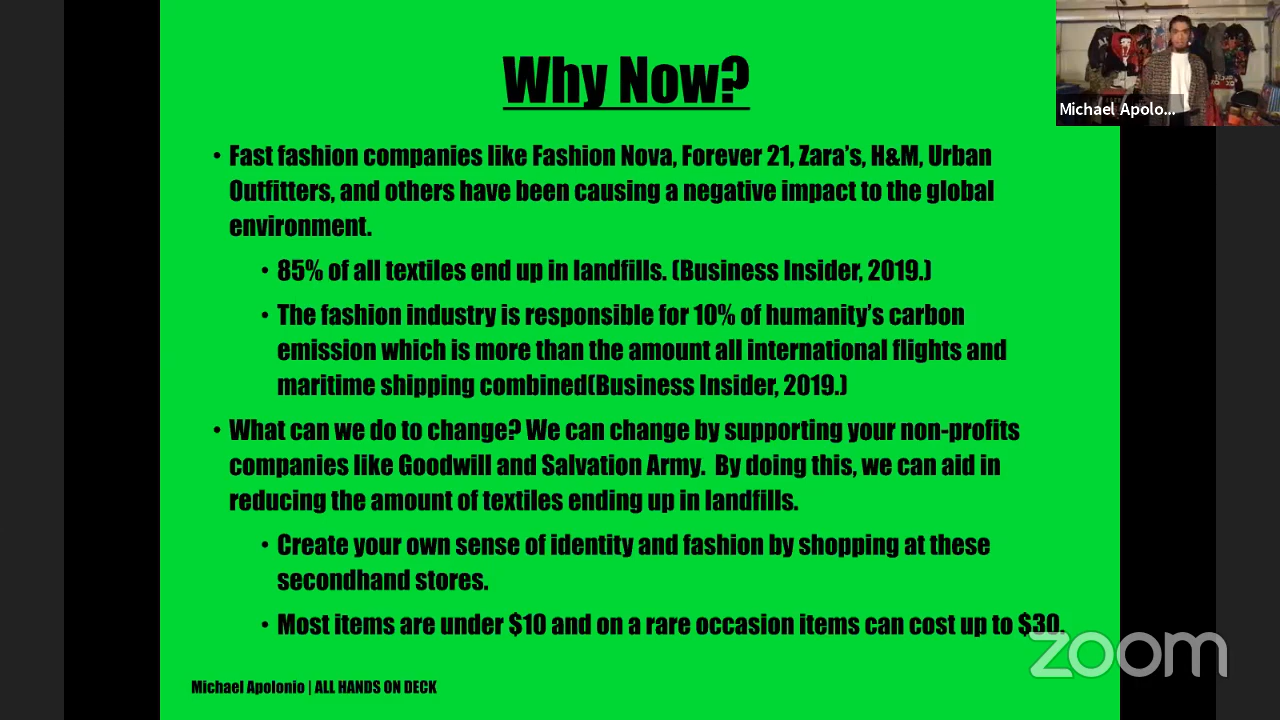 Why Now?
Michael Apolo...
• Fast fashion companies like Fashion Nova, Forever 21, Zara's, H&M, Urban
Outfitters, and others have been causing a negative impact to the global
environment.
• 85% of all textiles end up in landfills. (Business Insider, 2019.)
• The fashion industry is responsible for 10% of humanity's carbon
emission which is more than the amount all international flights and
maritime shipping combined(Business Insider, 2019.)
• What can we do to change? We can change by supporting your non-profits
companies like Goodwill and Salvation Army. By doing this, we can aid in
reducing the amount of textiles ending up in landfills.
• Create your own sense of identity and fashion by shopping at these
secondhand stores.
• Most items are under $10 and on a rare occasion items can cost up to $30.
zoom
Michael Apolonio | ALL HANDS ON DECK